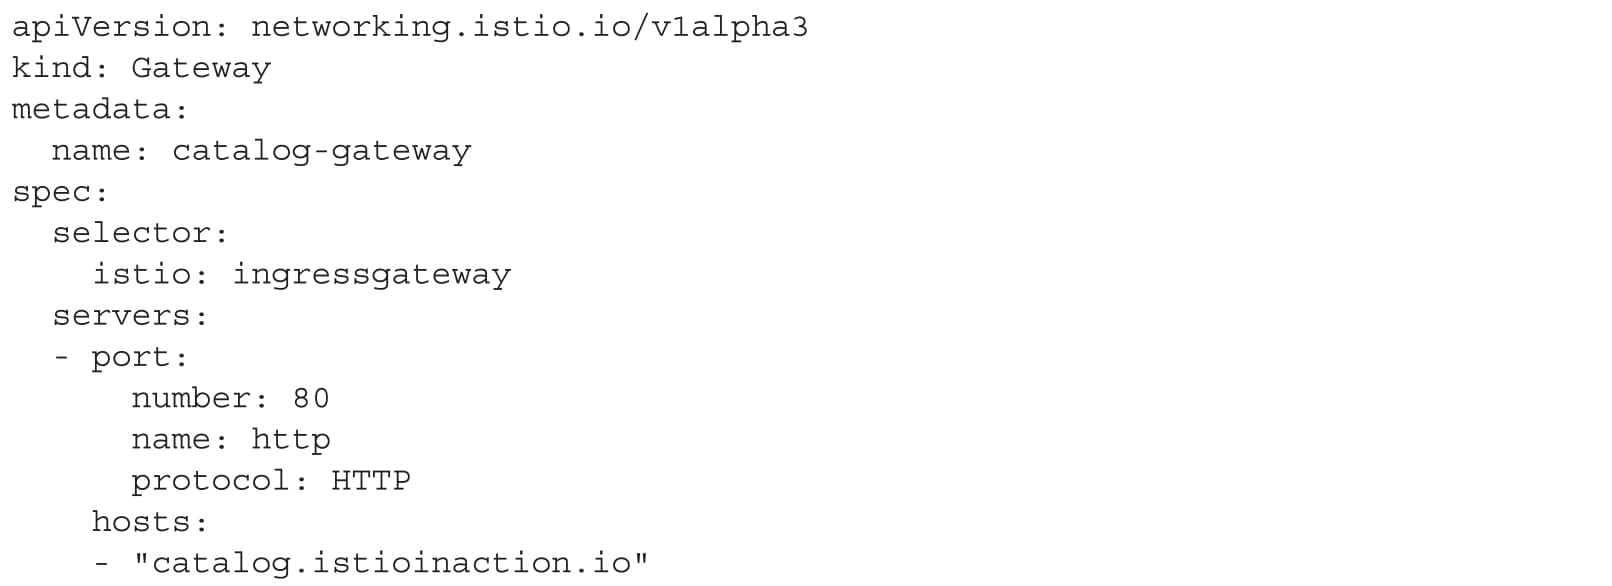 apiVersion: networking.istio.io/v1alpha3
kind: Gateway
metadata:
  name: catalog-gateway
spec:
  selector:
    istio: ingressgateway
  servers:
  - port:
      number: 80
      name: http
      protocol: HTTP
    hosts:
    - "catalog.istioinaction.io"